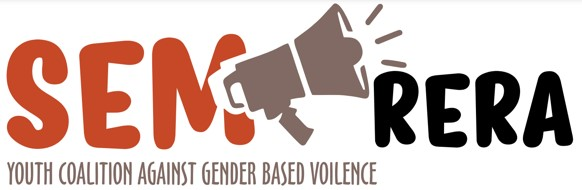 SEM RERA
YOUTH COALITION AGAINST GENDER BASED VOILENCE